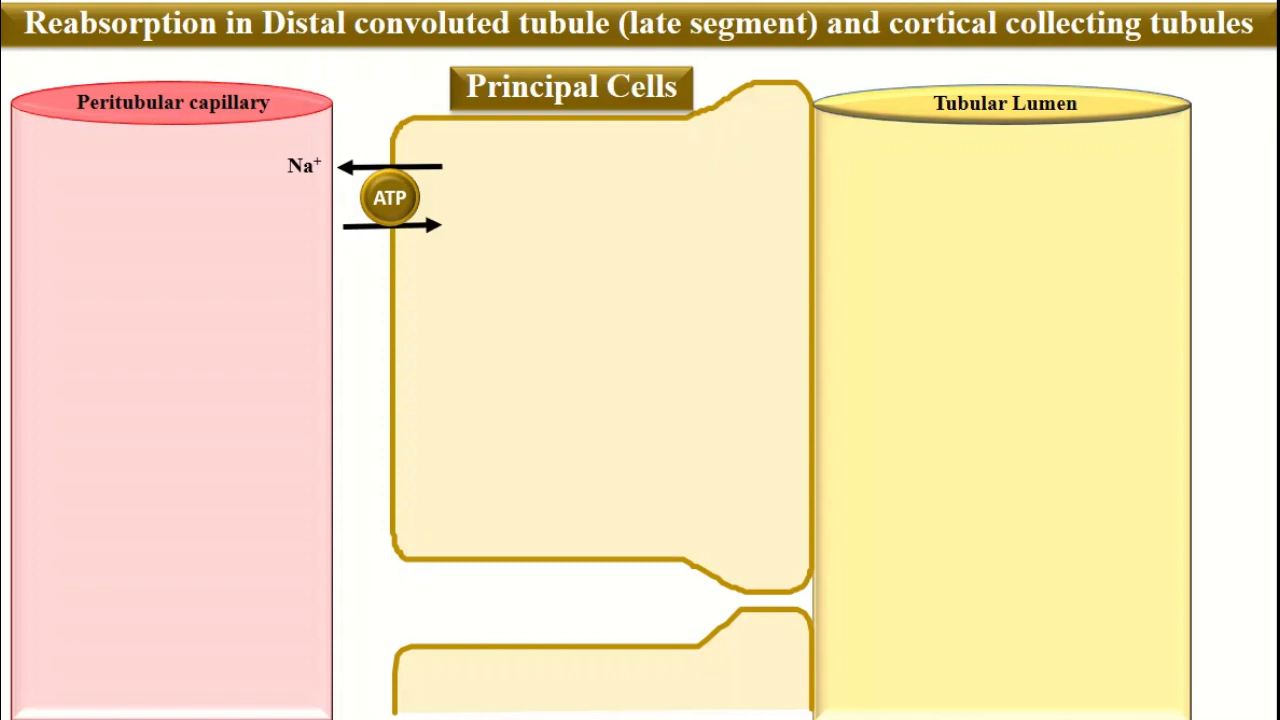 Reabsorption in Distal convoluted tubule (late segment) and cortical collecting tubules
Principal Cells
Peritubular capillary
Tubular Lumen
Na⁺
ATP